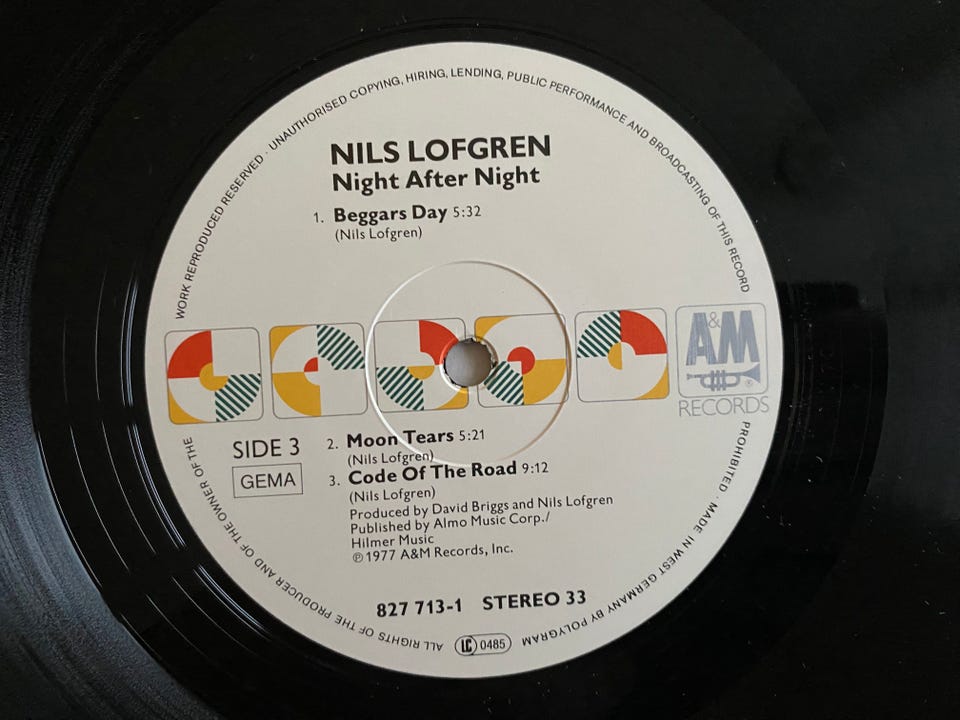 WORK REPRODUCED RESERVED · UNAUTHORISED COPYING, HIRING, LENDING, PUBLIC PERFORMANCE AND BROADCASTING OF THIS RECORD
NILS LOFGREN
Night After Night
1. Beggars Day 5:32
(Nils Lofgren)
A&M
®
RECORDS
SIDE 3
GEMA
2. Moon Tears 5:21
(Nils Lofgren)
3. Code Of The Road 9:12
(Nils Lofgren)
Produced by David Briggs and Nils Lofgren
Published by Almo Music Corp./
Hilmer Music
℗ 1977 A&M Records, Inc.
827 713-1 STEREO 33
LC 0485
PROHIBITED · MADE IN WEST GERMANY BY POLYGRAM
ALL RIGHTS OF THE PRODUCER AND OF THE OWNER OF THE